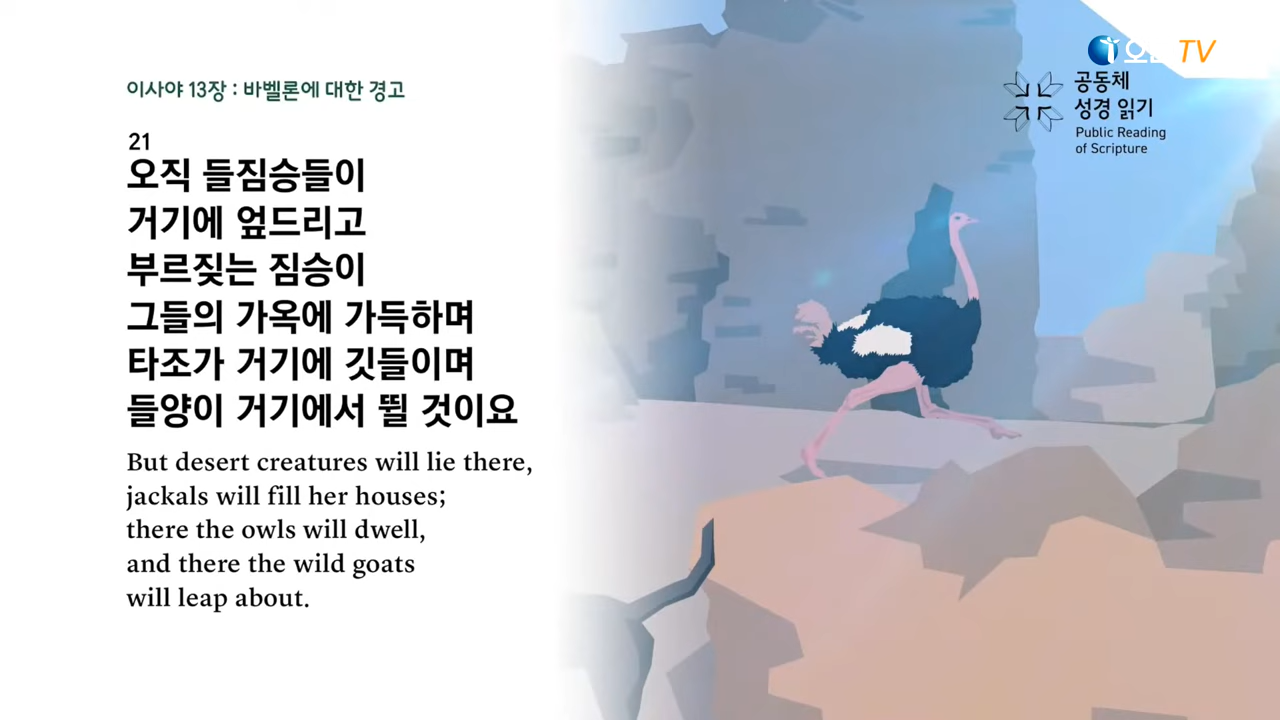 이사야 13장 : 바벨론에 대한 경고
21
오직 들짐승들이
거기에 엎드리고
부르짖는 짐승이
그들의 가옥에 가득하며
타조가 거기에 깃들이며
들양이 거기에서 뛸 것이요
But desert creatures will lie there,
jackals will fill her houses;
there the owls will dwell,
and there the wild goats
will leap about.
TV
공동체
성경 읽기
Public Reading
of Scripture